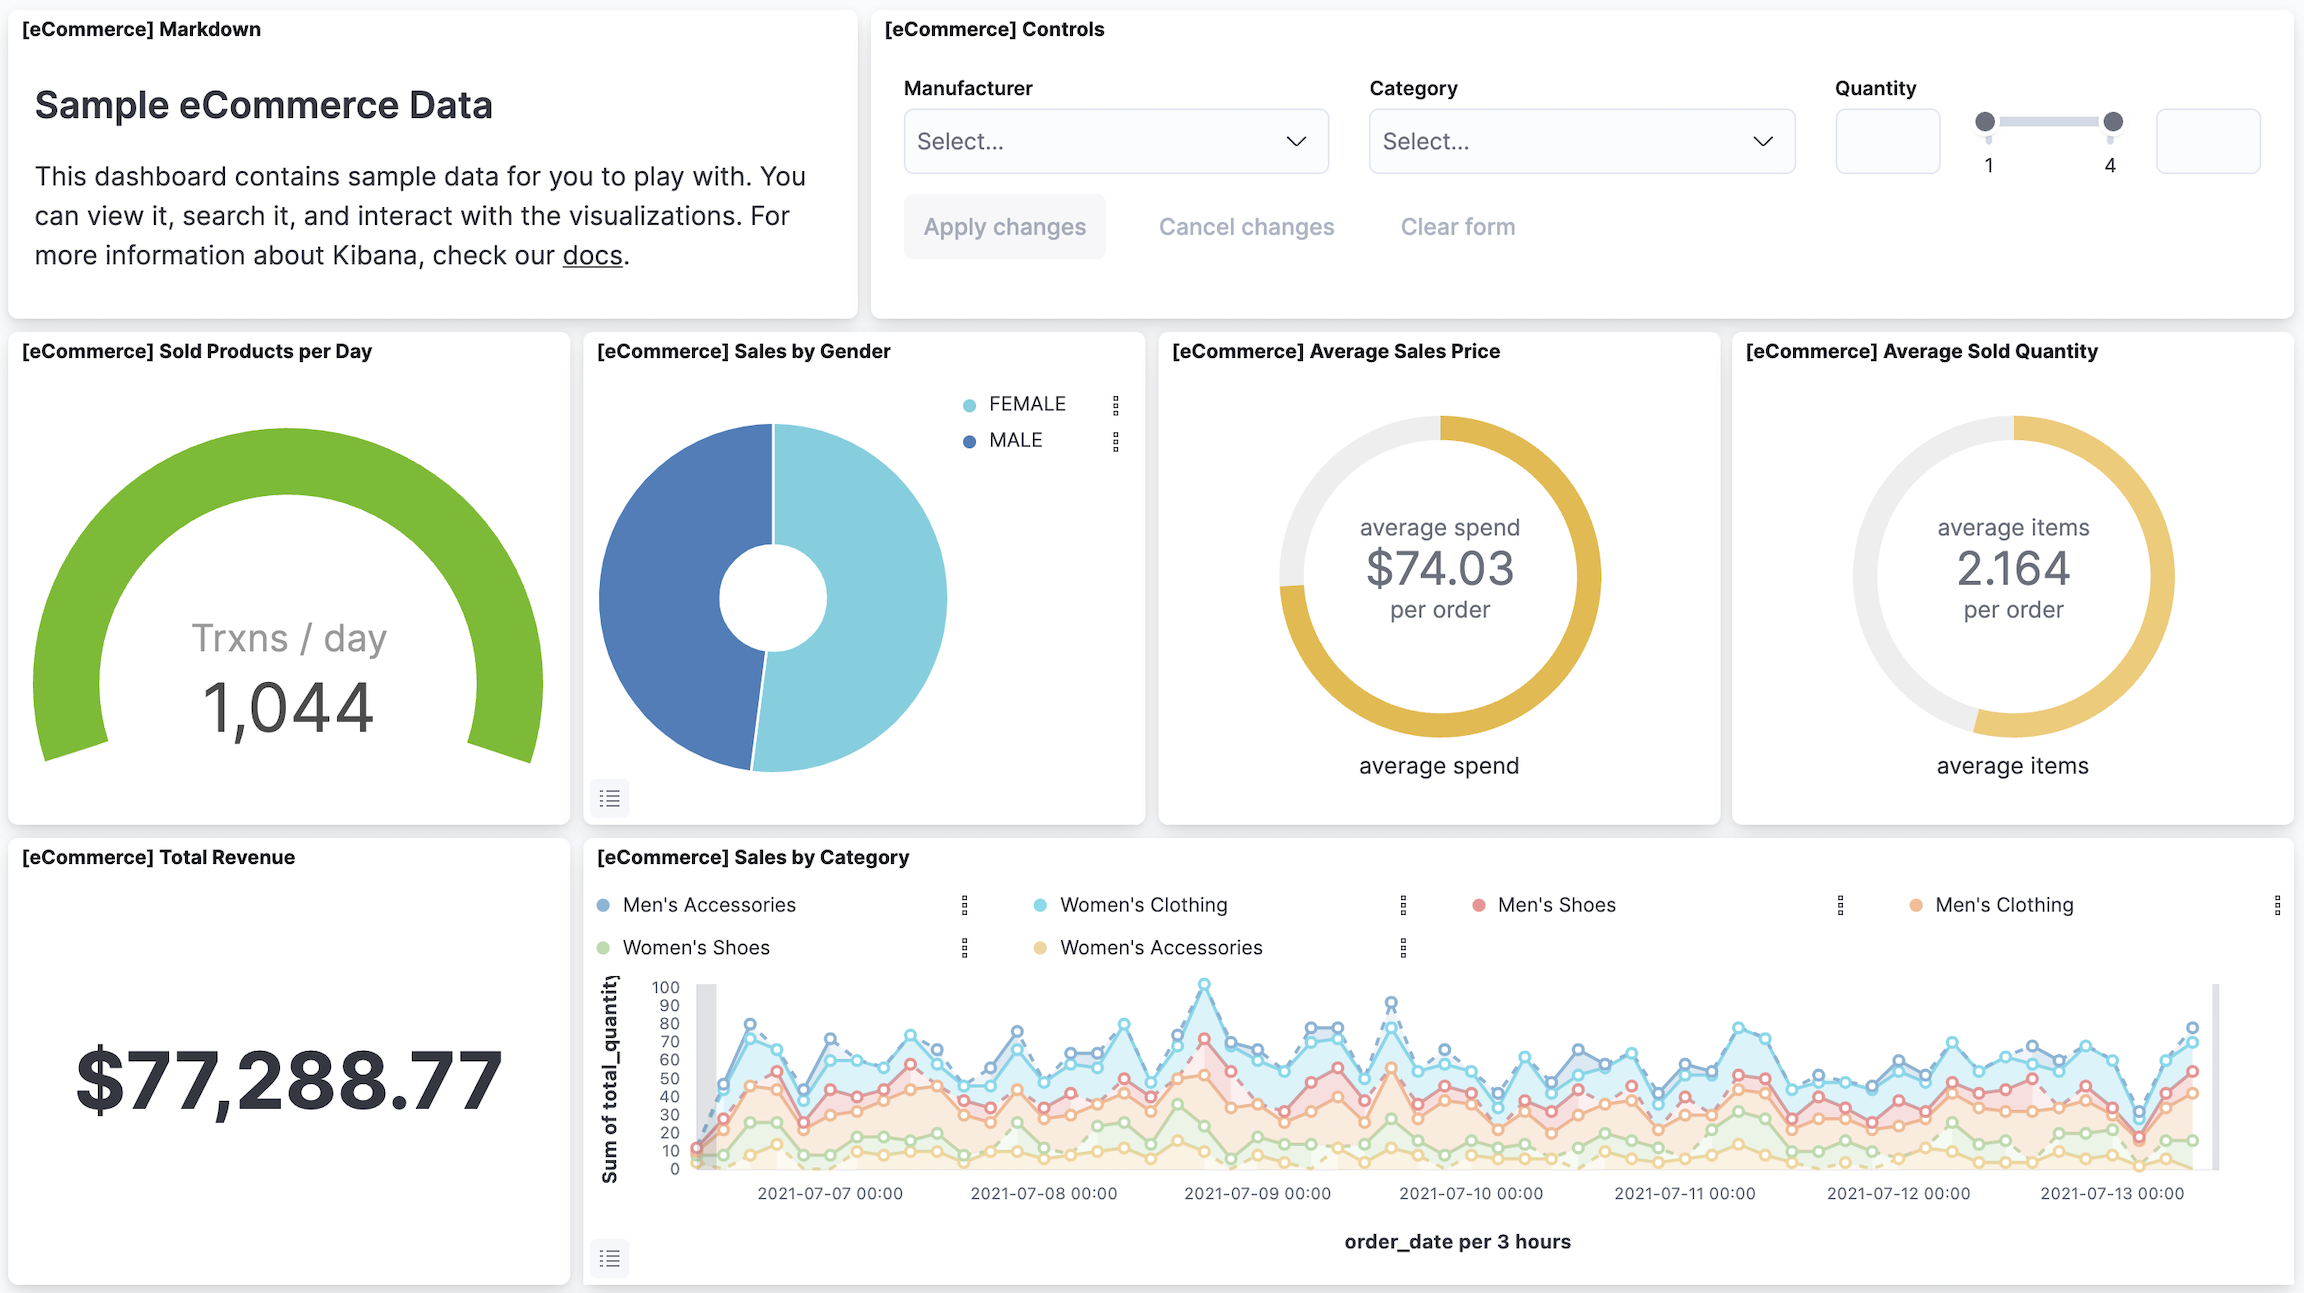 [eCommerce] Markdown
Sample eCommerce Data
This dashboard contains sample data for you to play with. You
can view it, search it, and interact with the visualizations. For
more information about Kibana, check our docs.
[eCommerce] Controls
Manufacturer
Select...
Category
Select...
Quantity
1
4
Apply changes
Cancel changes
Clear form
[eCommerce] Sold Products per Day
Trxns / day
1,044
[eCommerce] Sales by Gender
FEMALE
MALE
[eCommerce] Average Sales Price
average spend
$74.03
per order
average spend
[eCommerce] Average Sold Quantity
average items
2.164
per order
average items
[eCommerce] Total Revenue
$77,288.77
[eCommerce] Sales by Category
Men's Accessories
Women's Clothing
Men's Shoes
Men's Clothing
Women's Shoes
Women's Accessories
Sum of total_quantity
100
90
80
70
60
50
40
30
20
10
0
2021-07-07 00:00
2021-07-08 00:00
2021-07-09 00:00
2021-07-10 00:00
2021-07-11 00:00
2021-07-12 00:00
2021-07-13 00:00
order_date per 3 hours